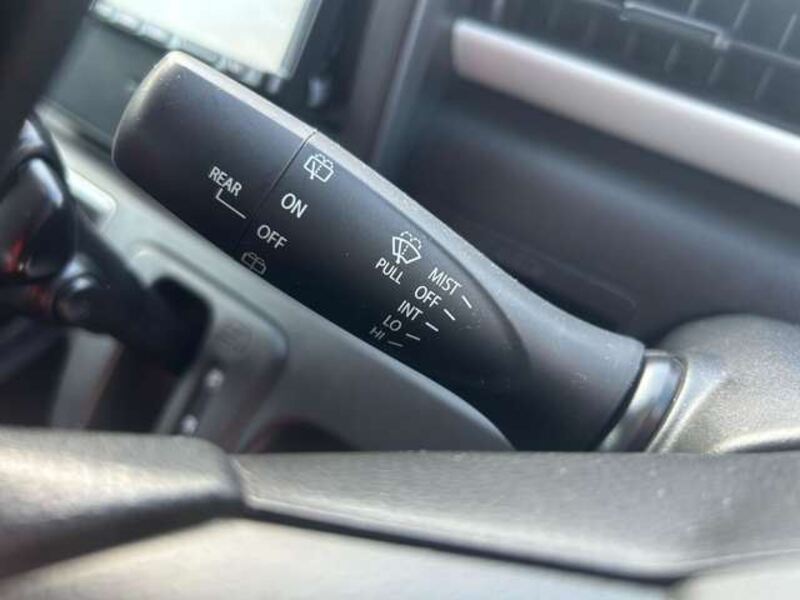 REAR
ON
OFF
PULL
MIST
OFF
INT
LO
HI